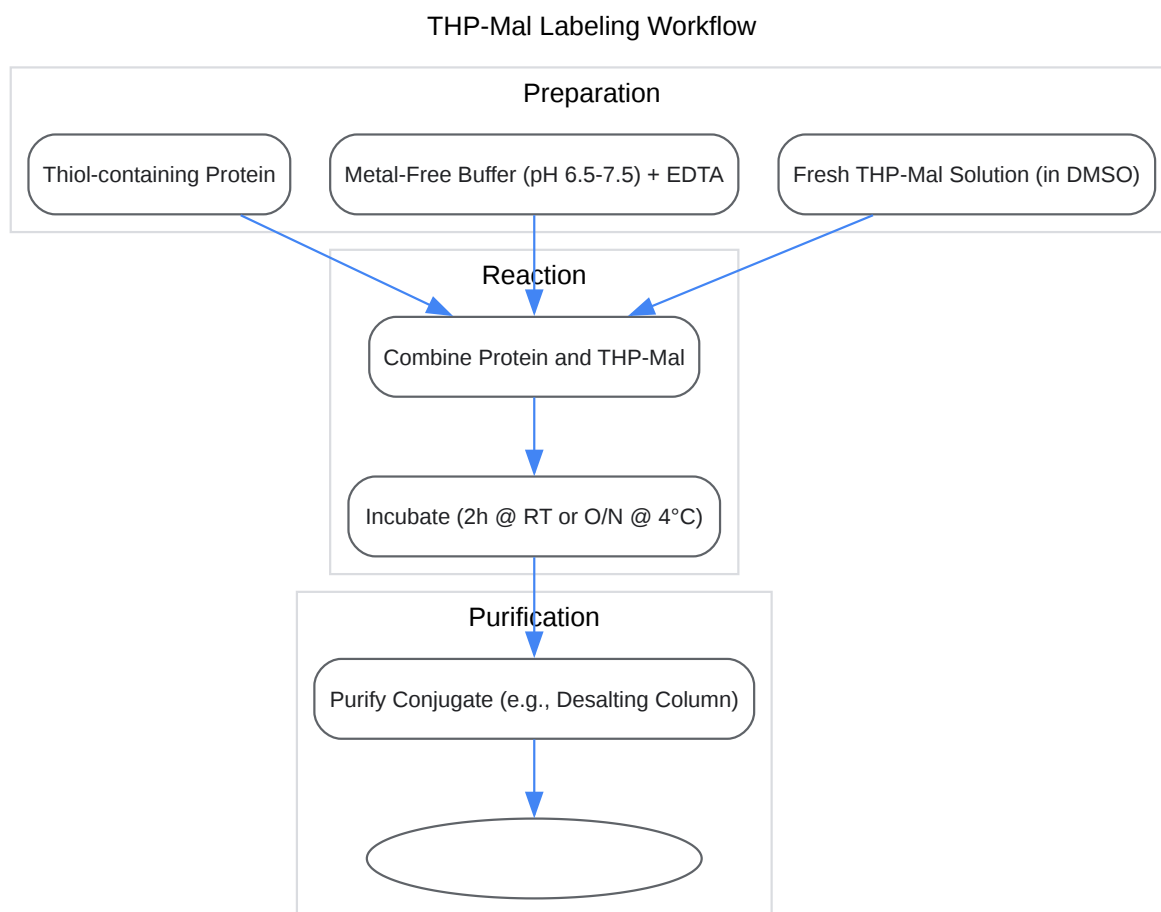 THP-Mal Labeling Workflow
Preparation
Thiol-containing Protein
Metal-Free Buffer (pH 6.5-7.5) + EDTA
Fresh THP-Mal Solution (in DMSO)
Reaction
Combine Protein and THP-Mal
Incubate (2h @ RT or O/N @ 4°C)
Purification
Purify Conjugate (e.g., Desalting Column)